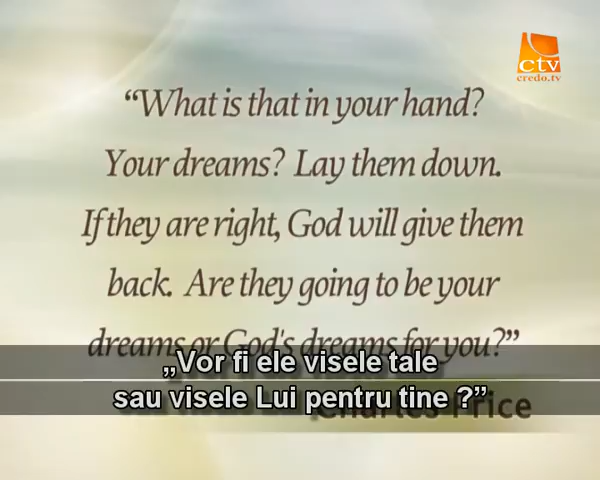 ctv
credo.tv
“What is that in your hand?
Your dreams? Lay them down.
If they are right, God will give them
back. Are they going to be your
dreams or God's dreams for you?”
„Vor fi ele visele tale
sau visele Lui pentru tine ?”
Charles Price